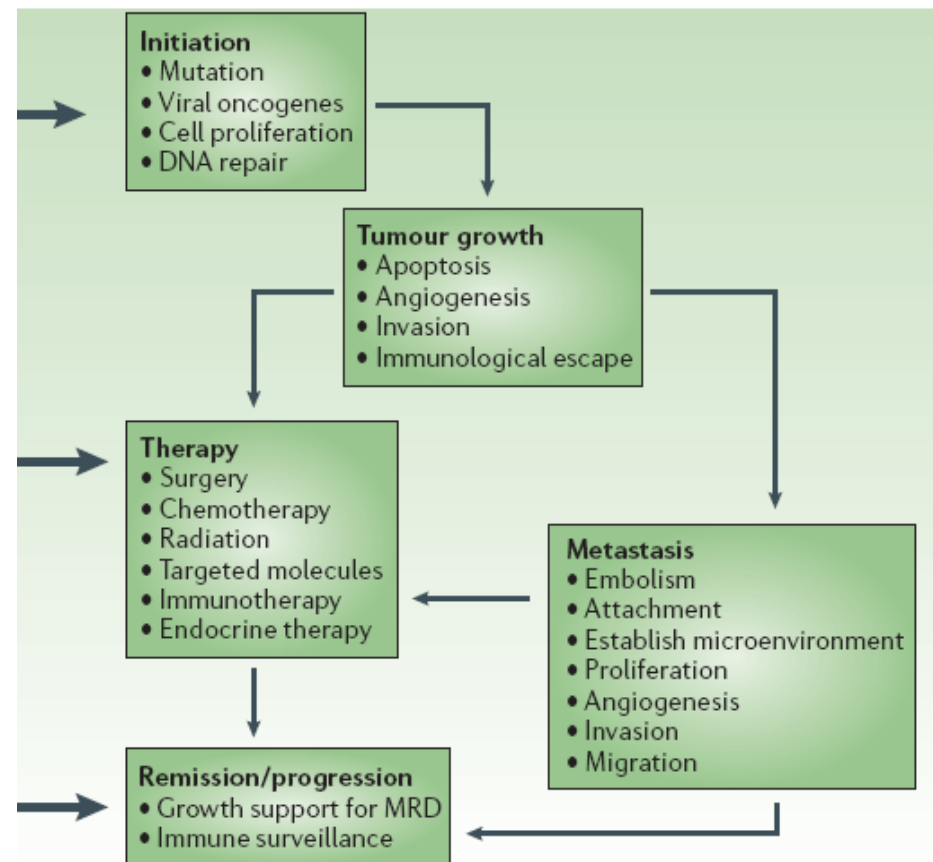 Initiation
• Mutation
• Viral oncogenes
• Cell proliferation
• DNA repair
Tumour growth
• Apoptosis
• Angiogenesis
• Invasion
• Immunological escape
Therapy
• Surgery
• Chemotherapy
• Radiation
• Targeted molecules
• Immunotherapy
• Endocrine therapy
Metastasis
• Embolism
• Attachment
• Establish microenvironment
• Proliferation
• Angiogenesis
• Invasion
• Migration
Remission/progression
• Growth support for MRD
• Immune surveillance